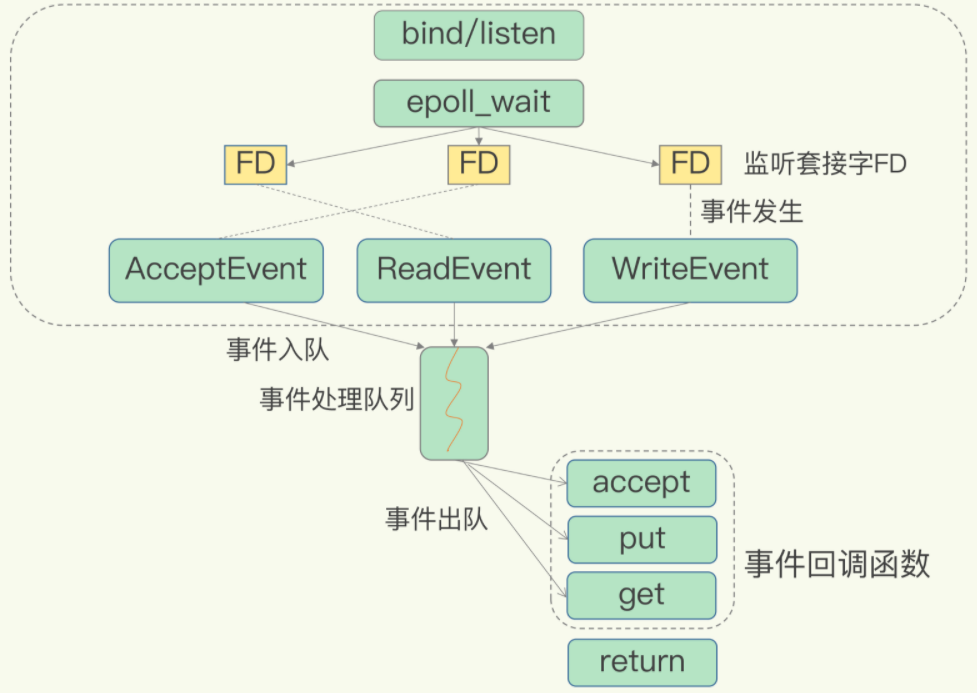 bind/listen
epoll_wait
FD
FD
FD
监听套接字FD
事件发生
AcceptEvent
ReadEvent
WriteEvent
事件入队
事件处理队列
accept
事件出队
put
事件回调函数
get
return